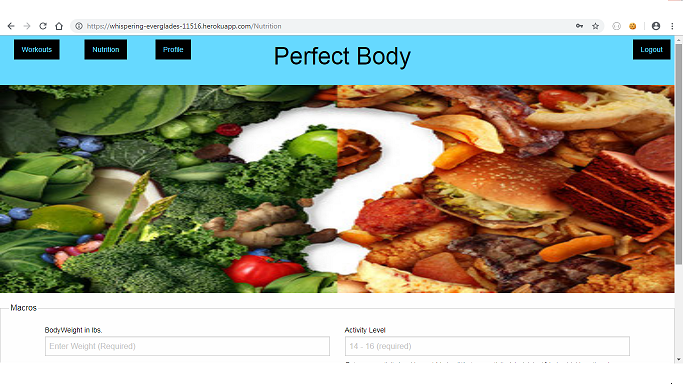 https://whispering-everglades-11516.herokuapp.com/Nutrition
Workouts
Nutrition
Profile
Perfect Body
Logout
Macros
BodyWeight in lbs.
Activity Level
Enter Weight (Required)
14 - 16 (required)